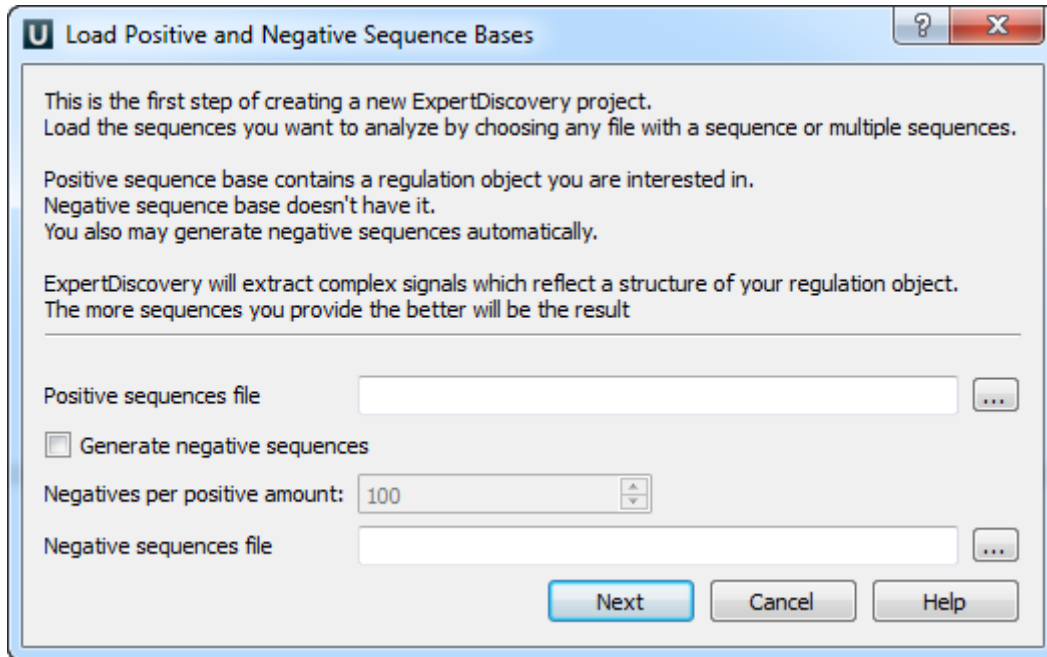 U Load Positive and Negative Sequence Bases
? X
This is the first step of creating a new ExpertDiscovery project.
Load the sequences you want to analyze by choosing any file with a sequence or multiple sequences.
Positive sequence base contains a regulation object you are interested in.
Negative sequence base doesn't have it.
You also may generate negative sequences automatically.
ExpertDiscovery will extract complex signals which reflect a structure of your regulation object.
The more sequences you provide the better will be the result
Positive sequences file ...
Generate negative sequences
Negatives per positive amount: 100
Negative sequences file ...
Next Cancel Help